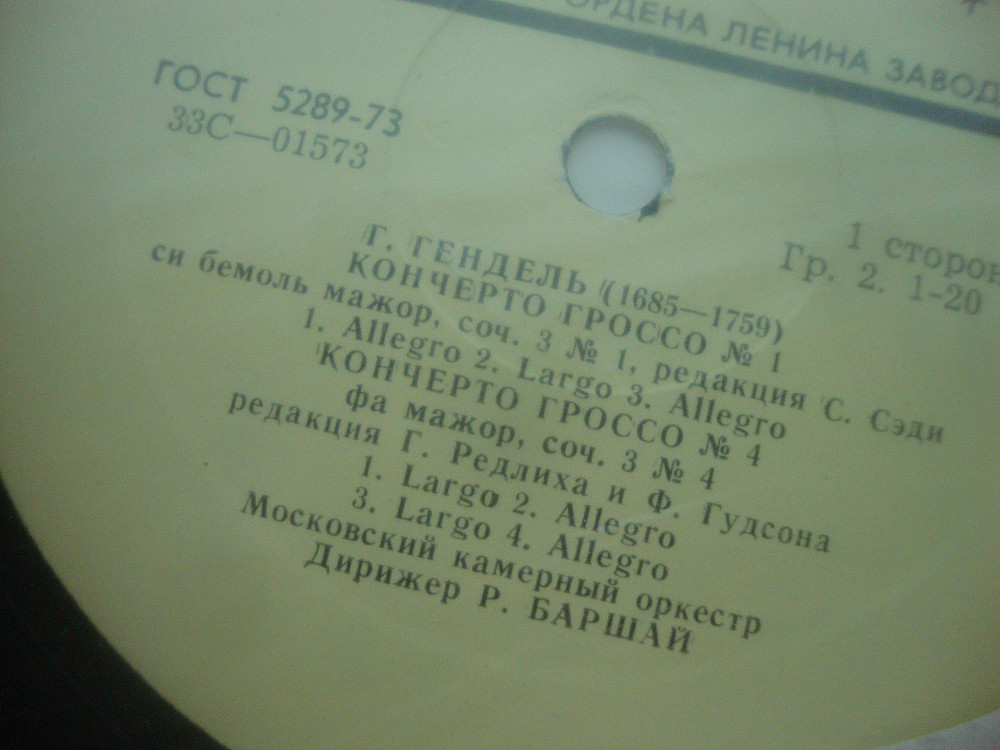 ОРДЕНА ЛЕНИНА ЗАВОД
ГОСТ 5289-73
33С—01573
1 сторон
Гр. 2. 1-20
Г. ГЕНДЕЛЬ (1685—1759)
КОНЧЕРТО ГРОССО № 1
си бемоль мажор, соч. 3 № 1, редакция С. Сэди
1. Allegro 2. Largo 3. Allegro
КОНЧЕРТО ГРОССО № 4
фа мажор, соч. 3 № 4
редакция Г. Редлиха и Ф. Гудсона
1. Largo 2. Allegro
3. Largo 4. Allegro
Московский камерный оркестр
Дирижер Р. БАРШАЙ